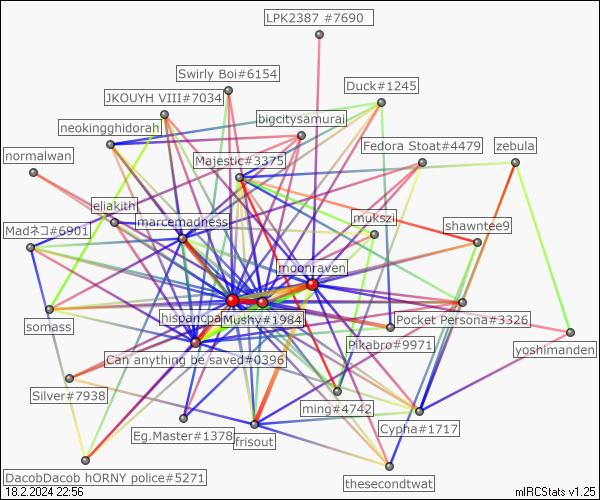 LPK2387 #7690
Swirly Boi#6154
Duck#1245
JKOUYH VIII#7034
bigcitysamurai
neokingghidorah
Fedora Stoat#4479
zebula
normalwan
Majestic#3375
eliakith
marcemadness
mukszi
shawntee9
Madネコ#6901
moonraven
hispancpa
Mushy#1984
Pocket Persona#3326
somass
Pikabro#9971
yoshimanden
Can anything be saved#0396
Silver#7938
ming#4742
Cypha#1717
Eg.Master#1378
frisout
DacobDacob hORNY police#5271
thesecondtwat
18.2.2024 22:56
mIRCStats v1.25